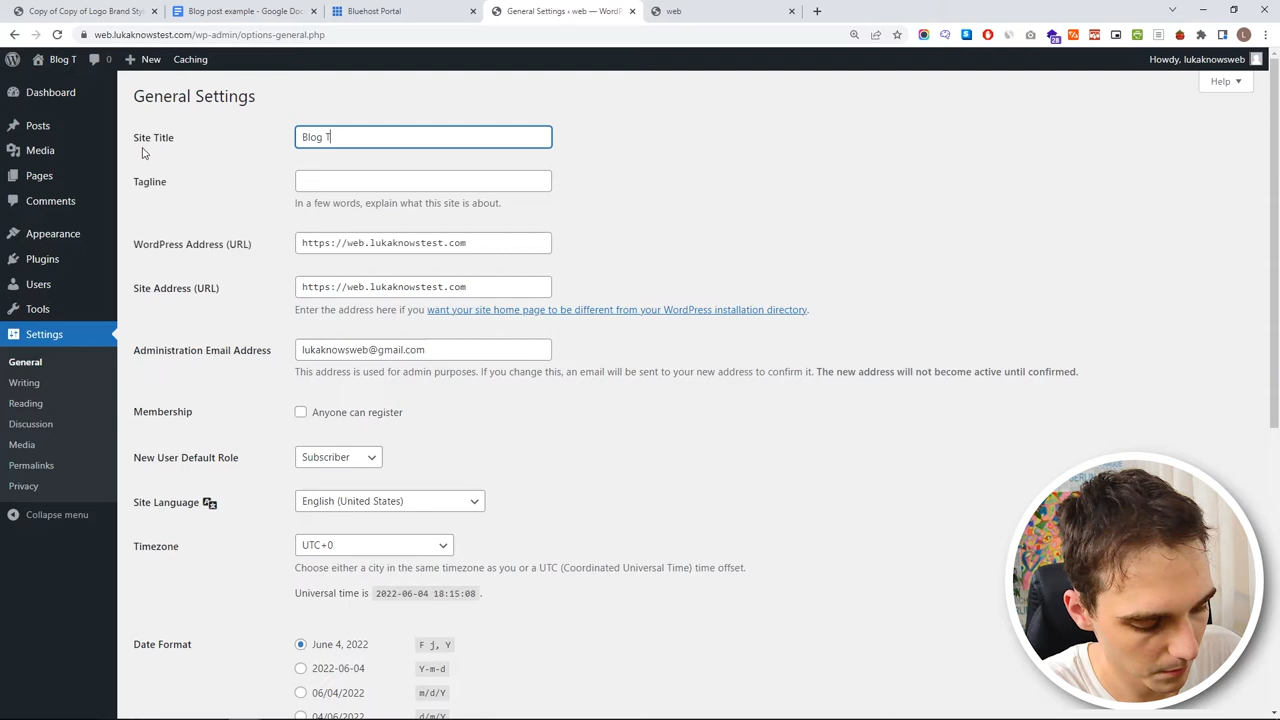 Copy of Copy of Logo Brand Style
Blog post example - Google Doc
Bluehost Portal
General Settings ‹ web — WordP
web
web.lukaknowstest.com/wp-admin/options-general.php
28
L
Blog T
0
New
Caching
Howdy, lukaknowsweb
Dashboard
Posts
Media
Pages
Comments
Appearance
Plugins
Users
Tools
Settings
General
Writing
Reading
Discussion
Media
Permalinks
Privacy
Collapse menu
Help
General Settings
Site Title
Blog T
Tagline
In a few words, explain what this site is about.
WordPress Address (URL)
https://web.lukaknowstest.com
Site Address (URL)
https://web.lukaknowstest.com
Enter the address here if you want your site home page to be different from your WordPress installation directory.
Administration Email Address
lukaknowsweb@gmail.com
This address is used for admin purposes. If you change this, an email will be sent to your new address to confirm it. The new address will not become active until confirmed.
Membership
Anyone can register
New User Default Role
Subscriber
Site Language
English (United States)
Timezone
UTC+0
Choose either a city in the same timezone as you or a UTC (Coordinated Universal Time) time offset.
Universal time is 2022-06-04 18:15:08 .
Date Format
June 4, 2022 F j, Y
2022-06-04 Y-m-d
06/04/2022 m/d/Y
04/06/2022 d/m/Y